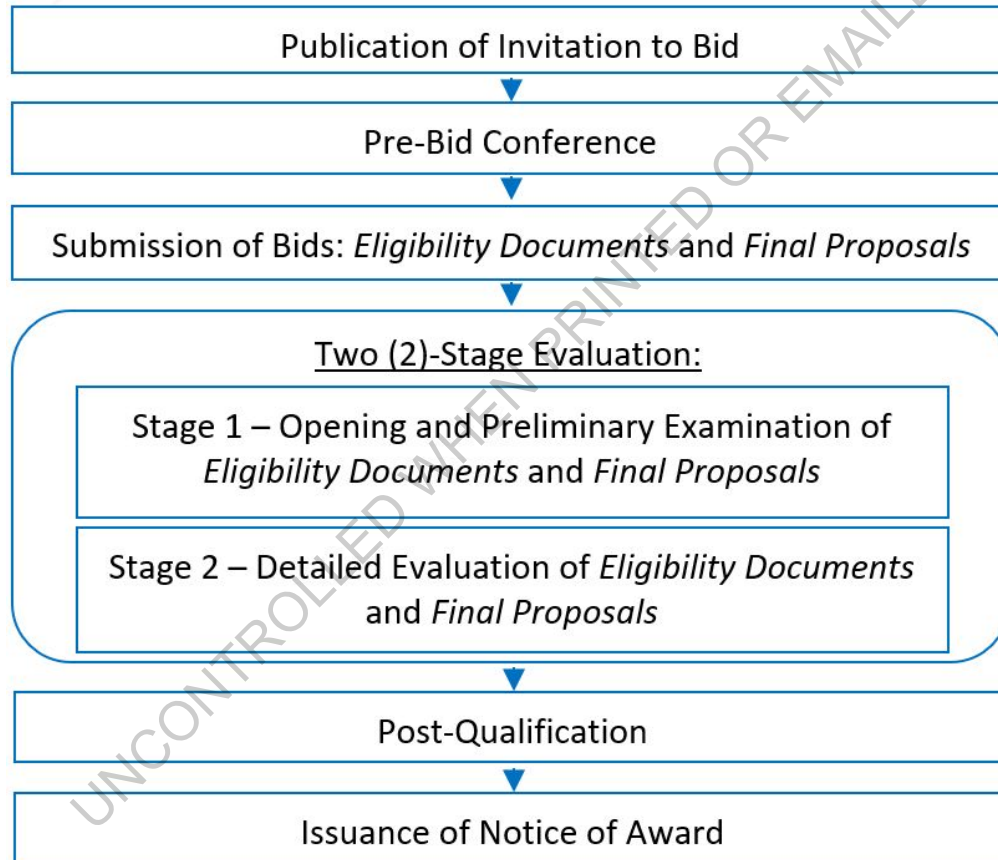 Publication of Invitation to Bid
Pre-Bid Conference
Submission of Bids: Eligibility Documents and Final Proposals
Two (2)-Stage Evaluation:
Stage 1 – Opening and Preliminary Examination of
Eligibility Documents and Final Proposals
Stage 2 – Detailed Evaluation of Eligibility Documents
and Final Proposals
Post-Qualification
Issuance of Notice of Award
UNCONTROLLED WHEN PRINTED OR EMAILE